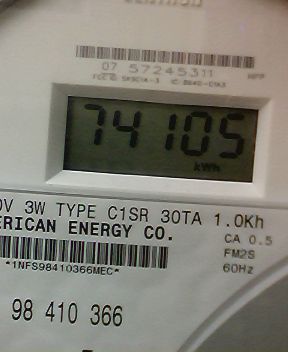 07 57245311
74105
kWh
0V 3W TYPE C1SR 30TA 1.0Kh
ERICAN ENERGY CO.
CA 0.5
FM2S
60Hz
*1NFS98410366MEC*
98 410 366